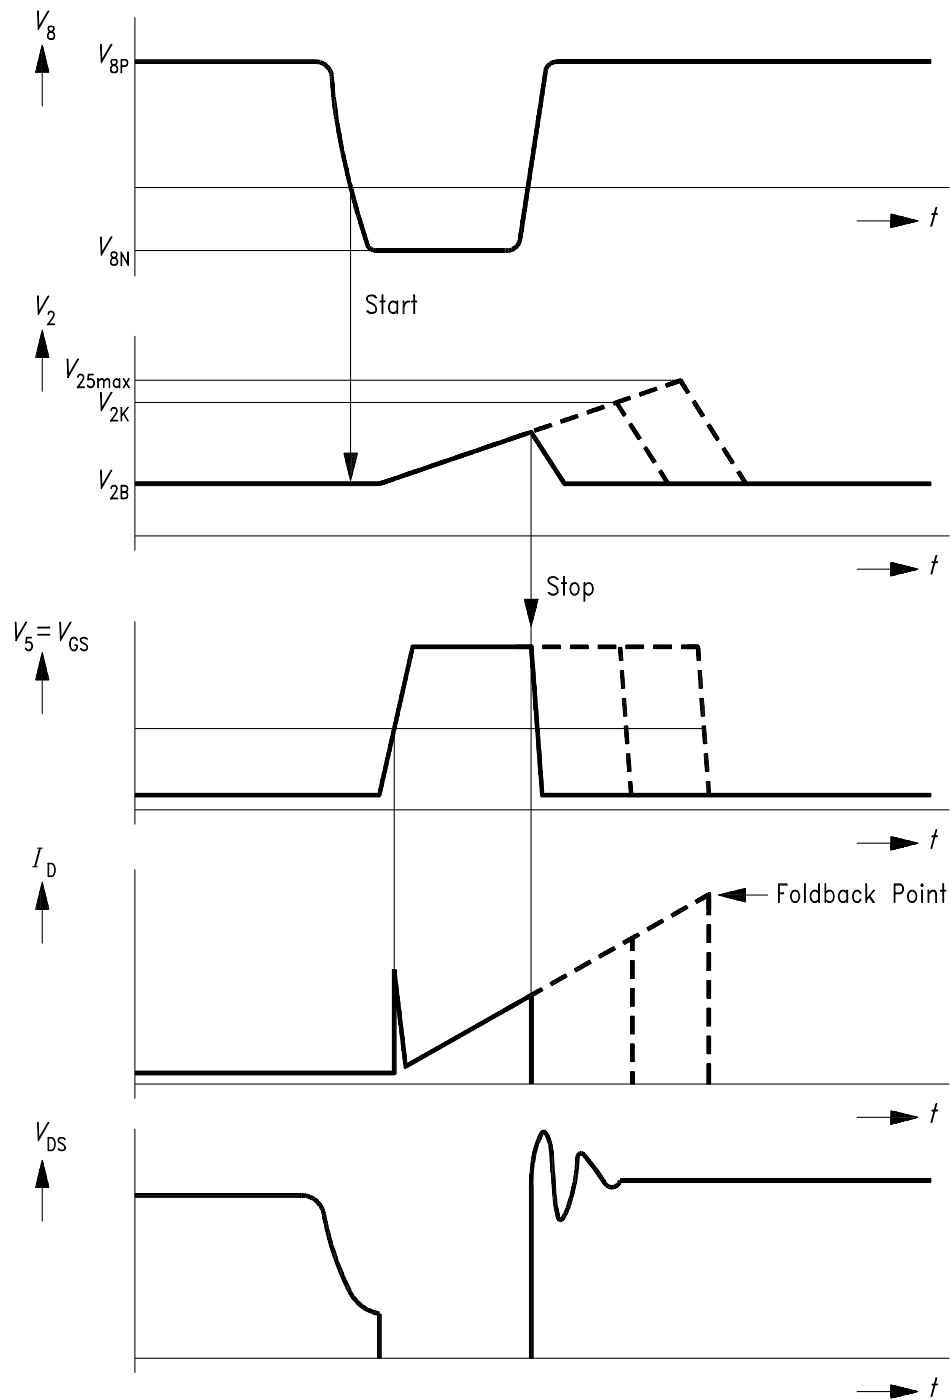 V8
V8P
t
V8N
Start
V2
V25max
V2K
V2B
t
Stop
V5=VGS
t
ID
Foldback Point
t
VDS
t